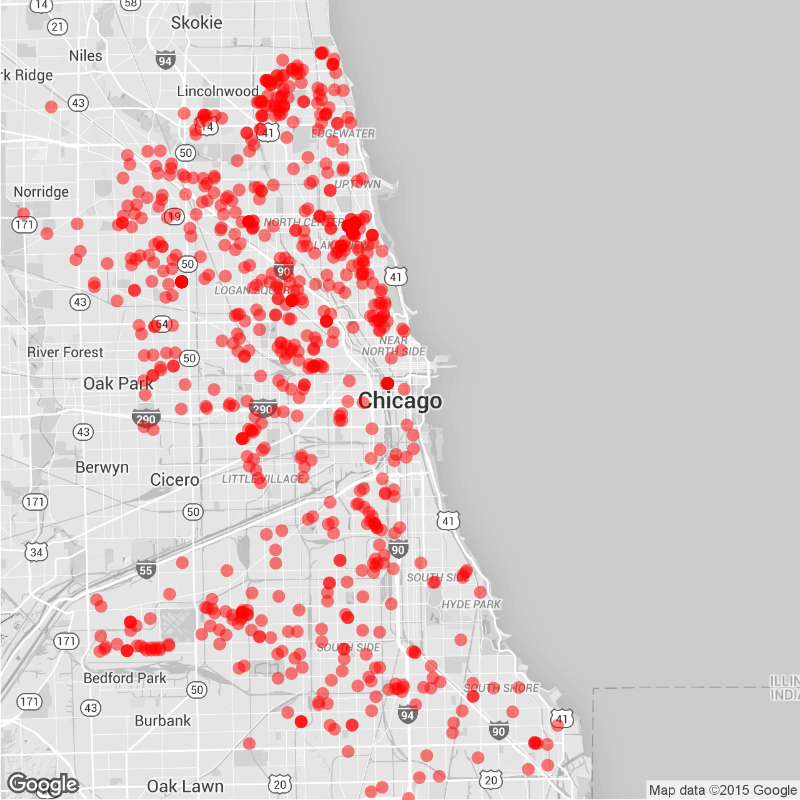 14
58
21
Skokie
Niles
94
rk Ridge
43
Lincolnwood
14
41
EDGEWATER
50
UPTOWN
Norridge
171
19
NORTH CENTER
LAKE VIEW
50
90
41
LOGAN SQUARE
43
64
NEAR
NORTH SIDE
River Forest
50
Oak Park
Chicago
290
290
43
Berwyn
Cicero
LITTLE VILLAGE
171
50
41
34
90
55
SOUTH SIDE
HYDE PARK
171
SOUTH SIDE
Bedford Park
50
SOUTH SHORE
ILLIN
INDIA
171
43
Burbank
94
41
90
Google
Oak Lawn
20
20
Map data ©2015 Google